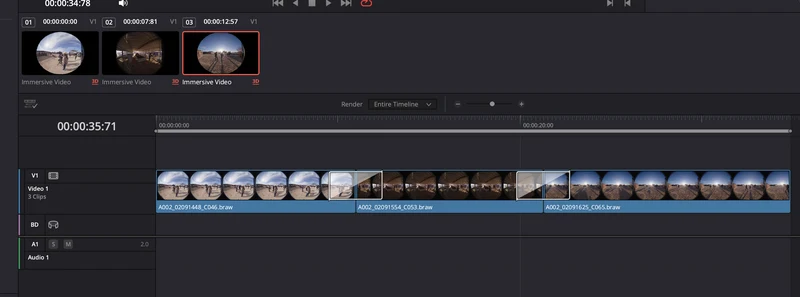 00:00:34:78
01 00:00:00:00 V1 02 00:00:07:81 V1 03 00:00:12:57 V1
Immersive Video 3D Immersive Video 3D Immersive Video 3D
Render Entire Timeline
00:00:35:71 00:00:00:00 00:00:20:00
V1
Video 1
3 Clips
A002_02091448_C046.braw A002_02091554_C053.braw A002_02091625_C065.braw
BD
A1 S M 2.0
Audio 1